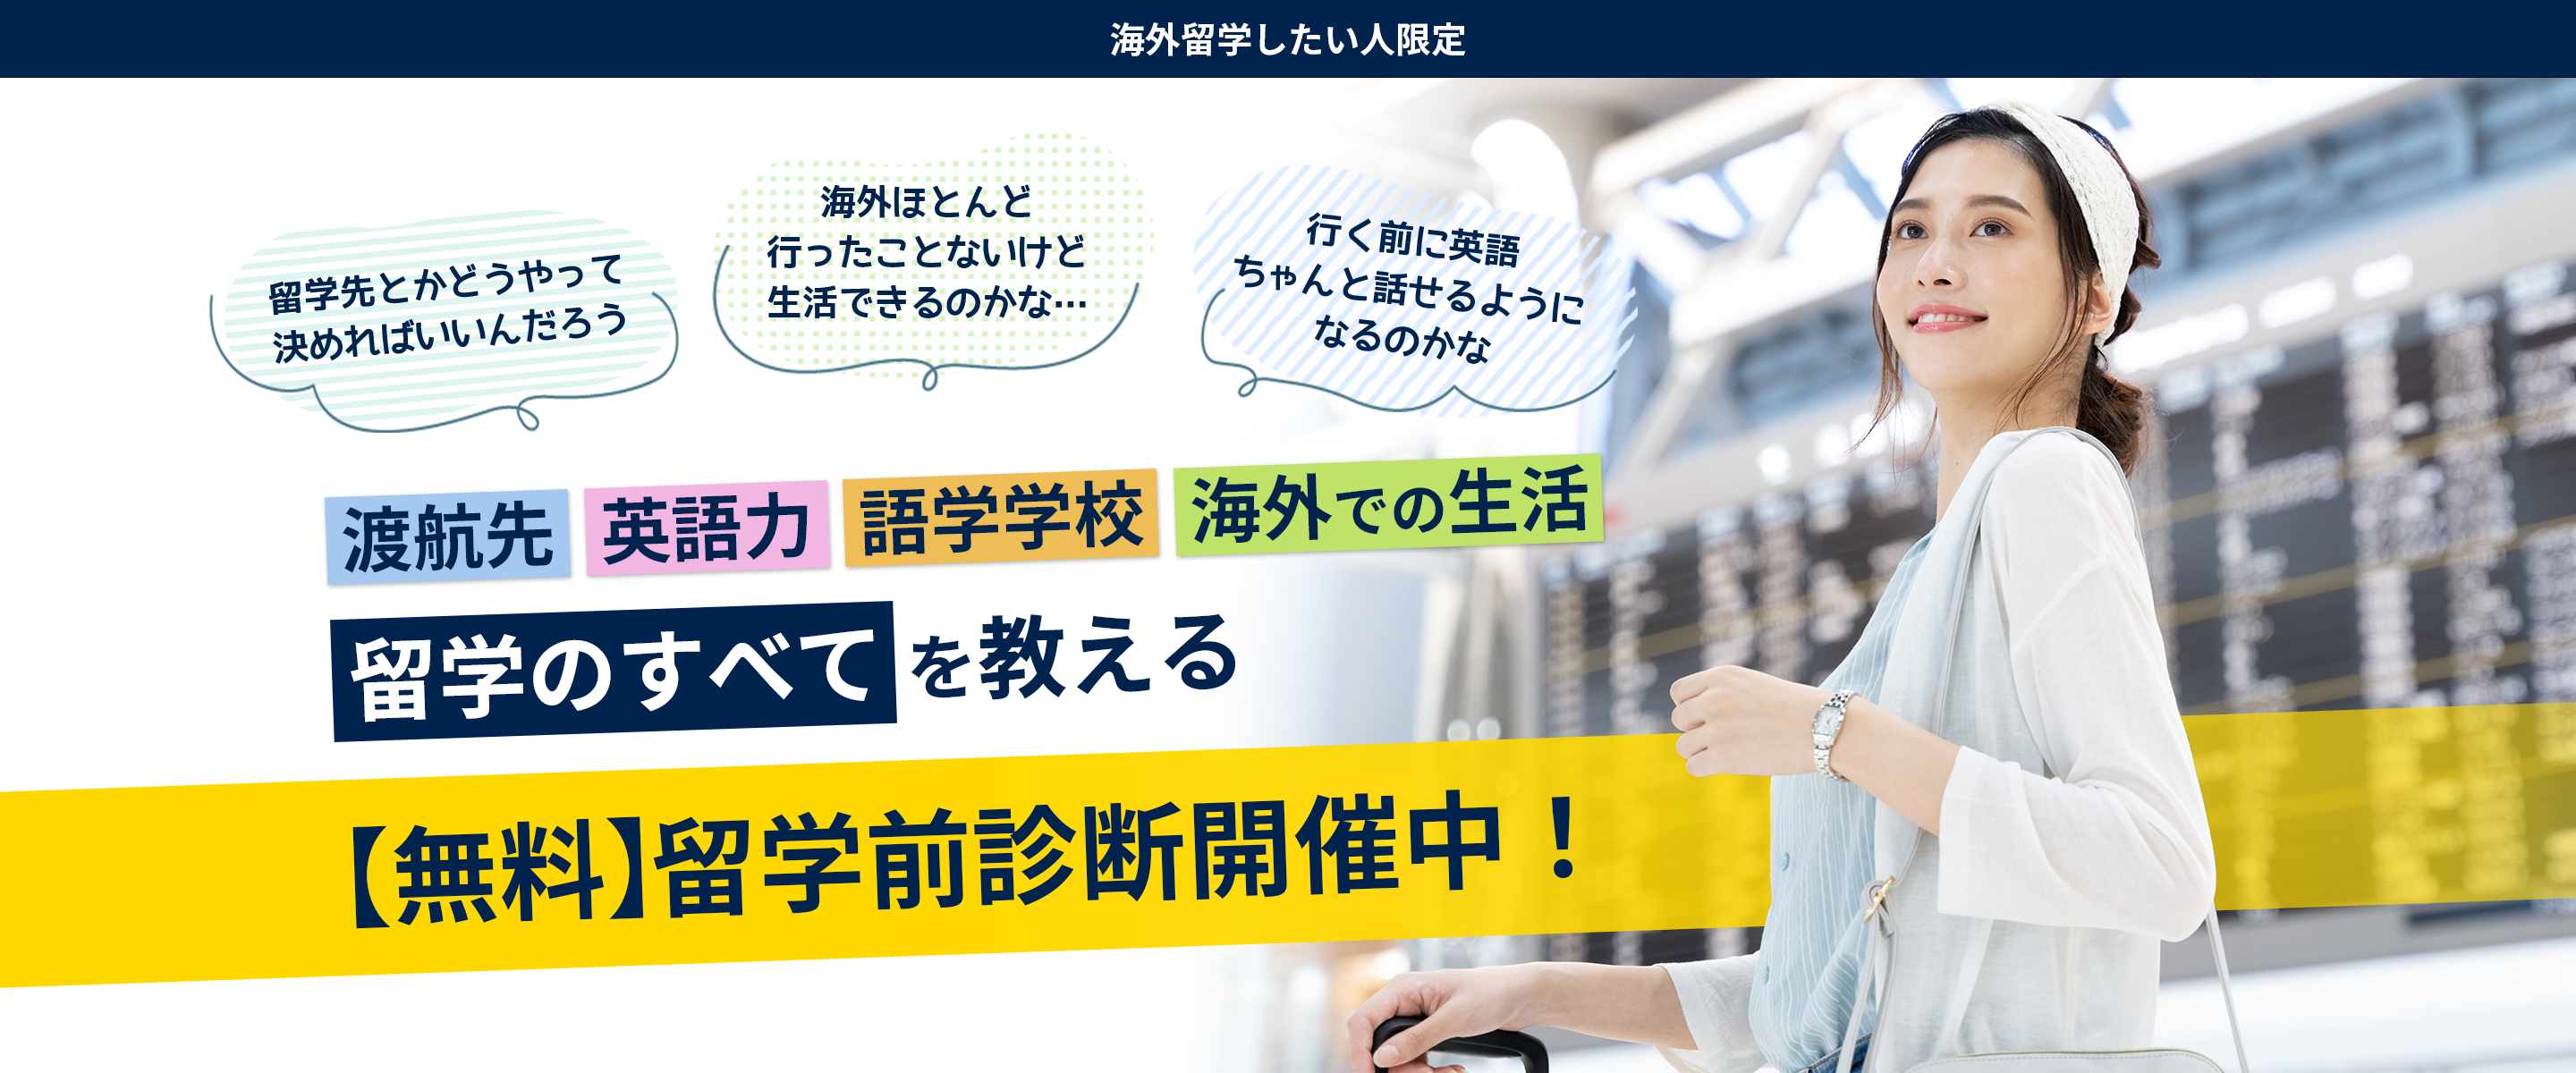 海外留学したい人限定
留学先とかどうやって
決めればいいんだろう
海外ほとんど
行ったことないけど
生活できるのかな…
行く前に英語
ちゃんと話せるように
なるのかな
渡航先 英語力 語学学校 海外での生活
留学のすべてを教える
【無料】留学前診断開催中！